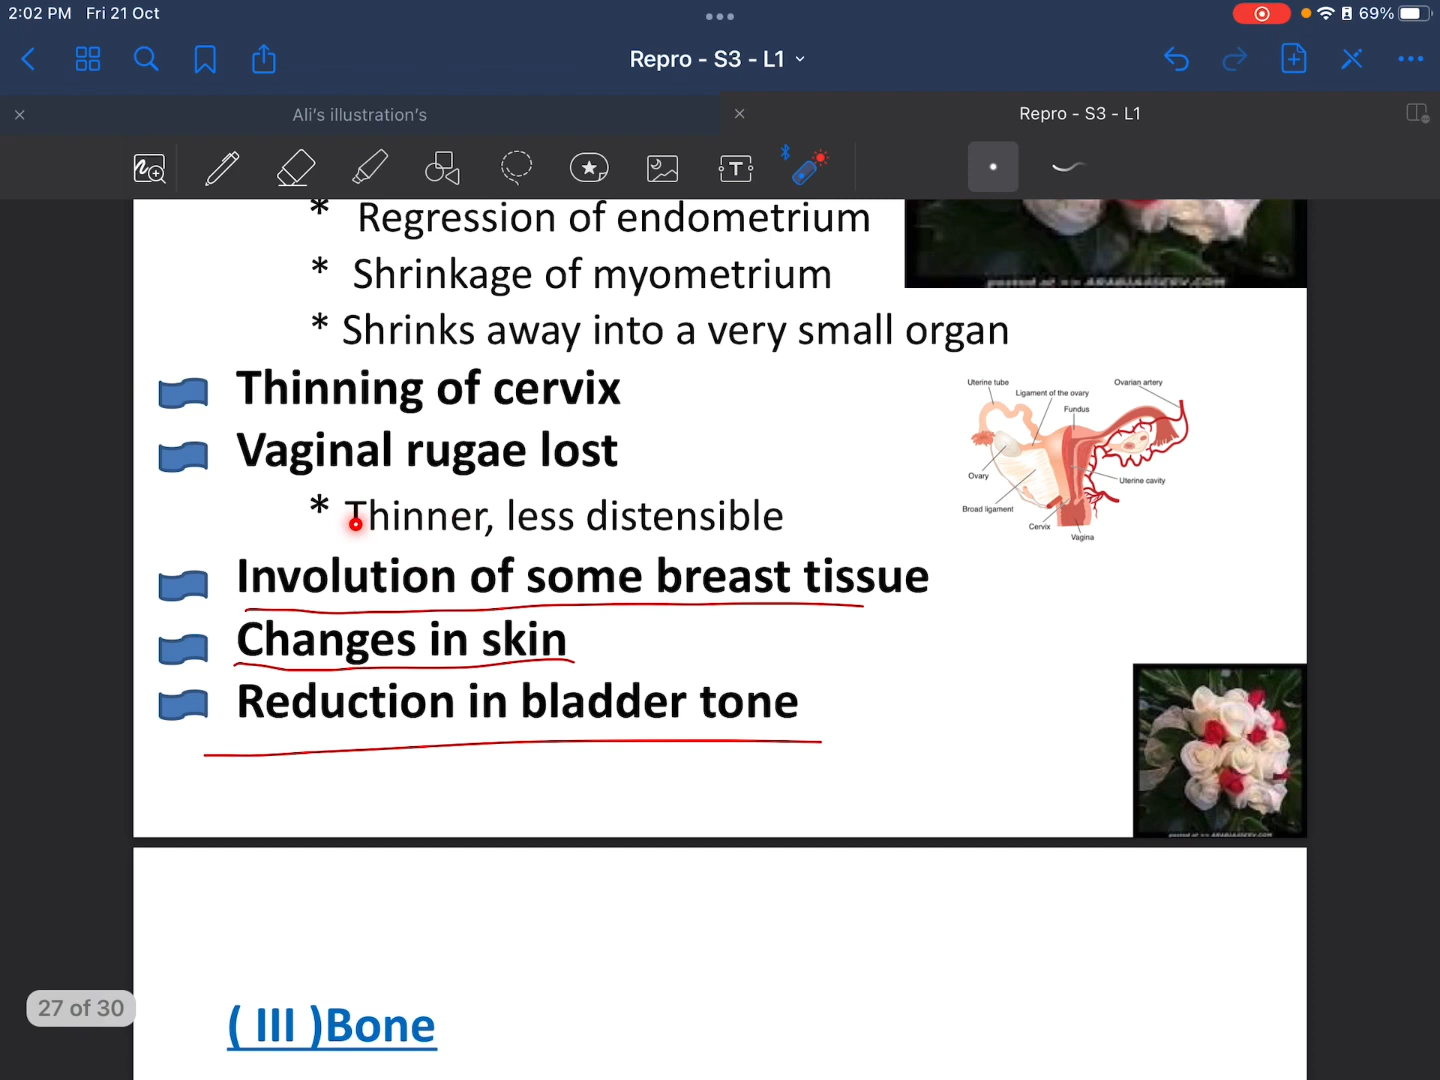 2:02 PM Fri 21 Oct
69%
Repro - S3 - L1
Ali's illustration's
Repro - S3 - L1
* Regression of endometrium
* Shrinkage of myometrium
* Shrinks away into a very small organ
Thinning of cervix
Vaginal rugae lost
* Thinner, less distensible
Involution of some breast tissue
Changes in skin
Reduction in bladder tone
Uterine tube
Ovarian artery
Ligament of the ovary
Fundus
Ovary
Uterine cavity
Broad ligament
Cervix
Vagina
27 of 30
( III )Bone